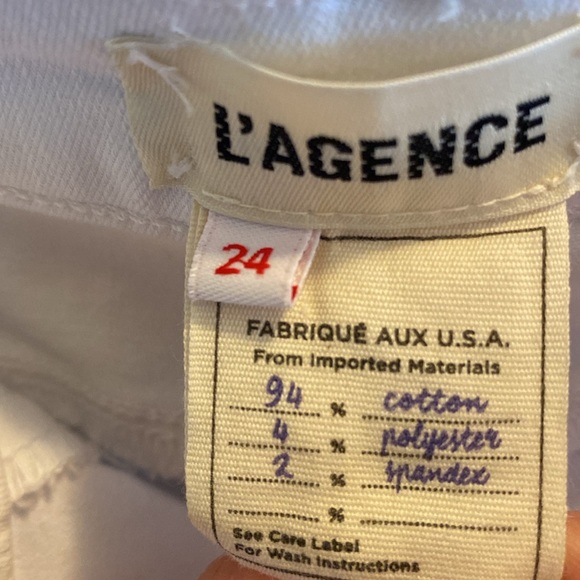 L'AGENCE
24
FABRIQUÉ AUX U.S.A.
From Imported Materials
94 % cotton
4 % polyester
2 % spandex
%
See Care Label
For Wash Instructions